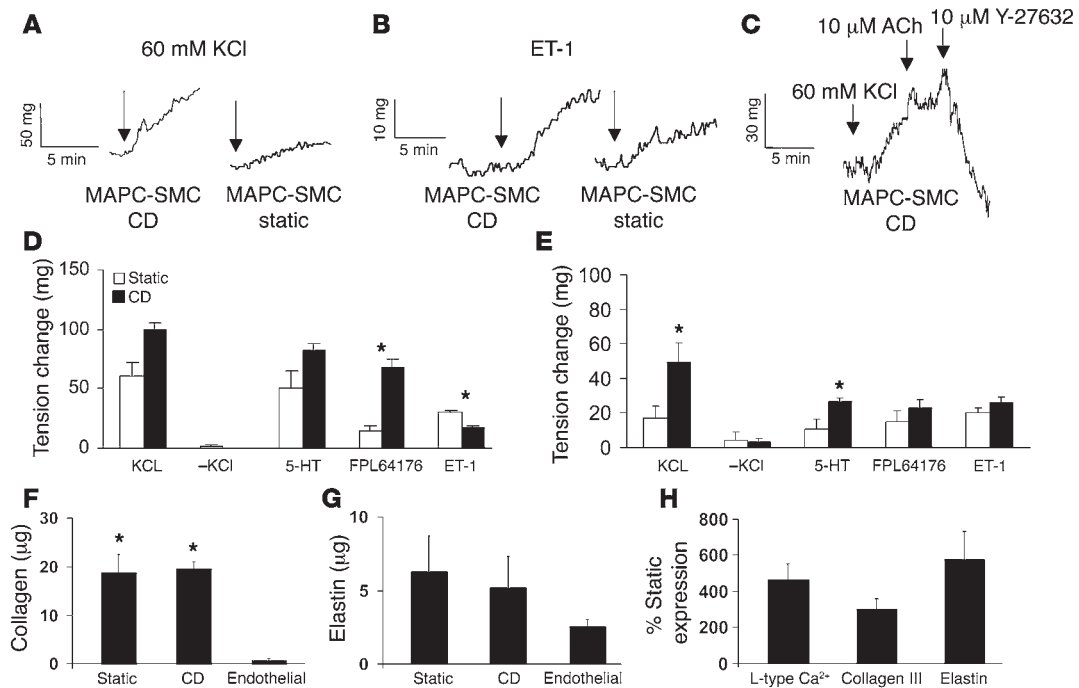 A
60 mM KCl
50 mg
5 min
MAPC-SMC
CD
MAPC-SMC
static
B
ET-1
10 mg
5 min
MAPC-SMC
CD
MAPC-SMC
static
C
10 µM ACh
10 µM Y-27632
60 mM KCl
30 mg
5 min
MAPC-SMC
CD
D
Tension change (mg)
150
100
50
0
Static
CD
*
*
KCL
–KCl
5-HT
FPL64176
ET-1
E
Tension change (mg)
100
80
60
40
20
0
*
*
KCL
–KCl
5-HT
FPL64176
ET-1
F
Collagen (µg)
30
20
10
0
*
*
Static
CD
Endothelial
G
Elastin (µg)
10
5
0
Static
CD
Endothelial
H
% Static
expression
800
600
400
200
0
L-type Ca²⁺
Collagen III
Elastin